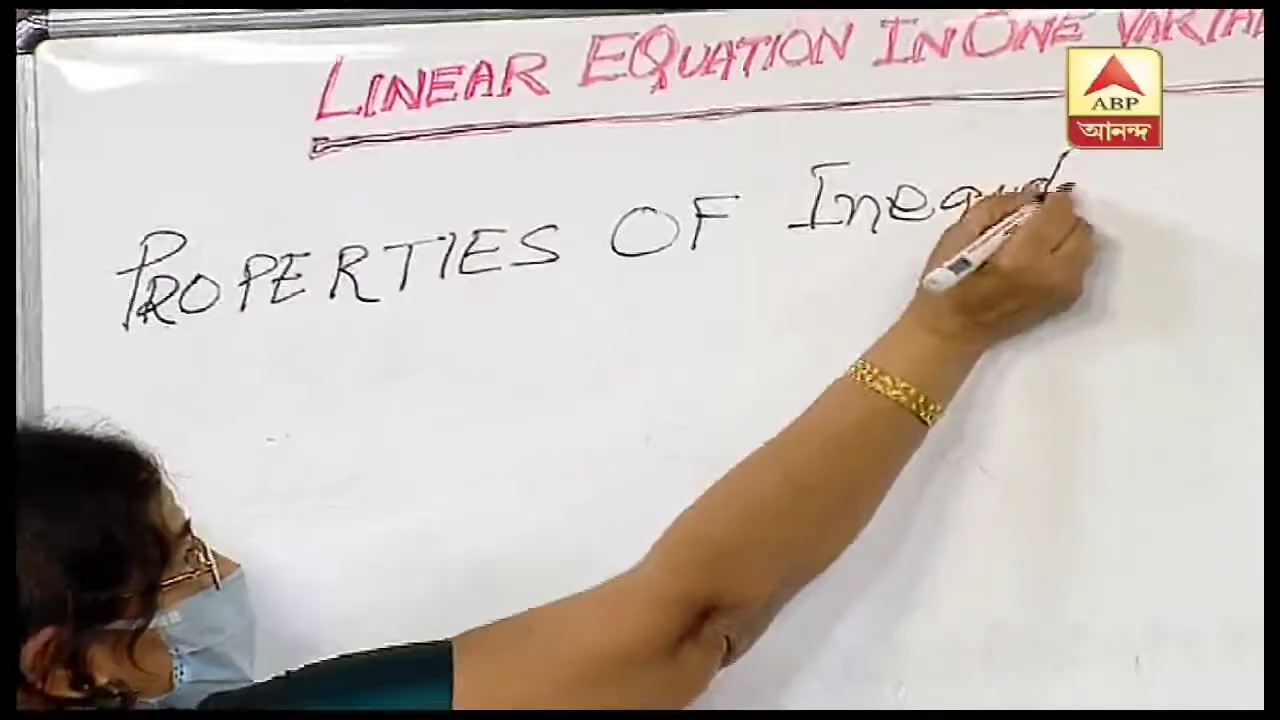 LINEAR EQUATION IN ONE
ABP
আনন্দ
PROPERTIES OF